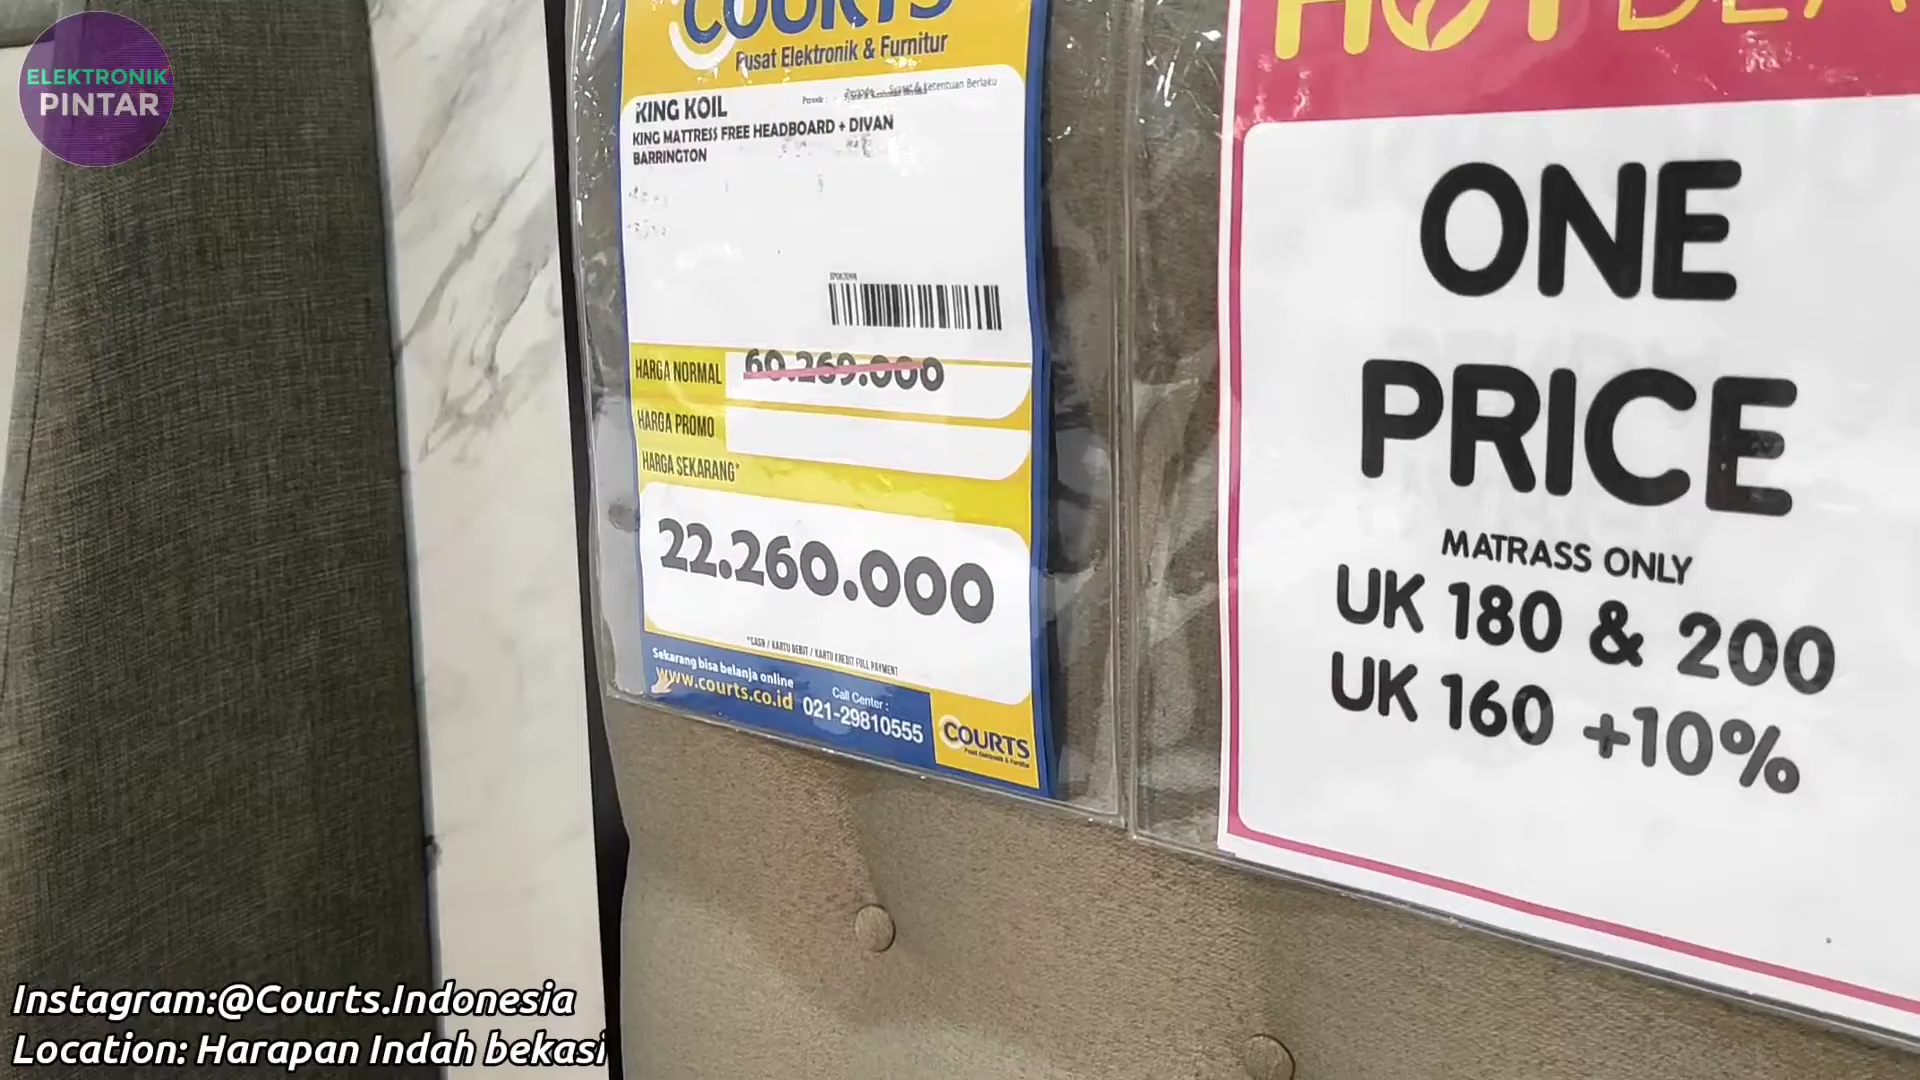 ELEKTRONIK
PINTAR
COURTS
Pusat Elektronik & Furnitur
Syarat & Ketentuan Berlaku
Periode :
KING KOIL
KING MATTRESS FREE HEADBOARD + DIVAN
BARRINGTON
HARGA NORMAL 60.269.000
HARGA PROMO
HARGA SEKARANG*
22.260.000
*CASH / KARTU DEBIT / KARTU KREDIT FULL PAYMENT
Sekarang bisa belanja online
www.courts.co.id
Call Center :
021-29810555
COURTS
Pusat Elektronik & Furnitur
HOT DEA
ONE
PRICE
MATRASS ONLY
UK 180 & 200
UK 160 +10%
Instagram:@Courts.Indonesia
Location: Harapan Indah bekasi